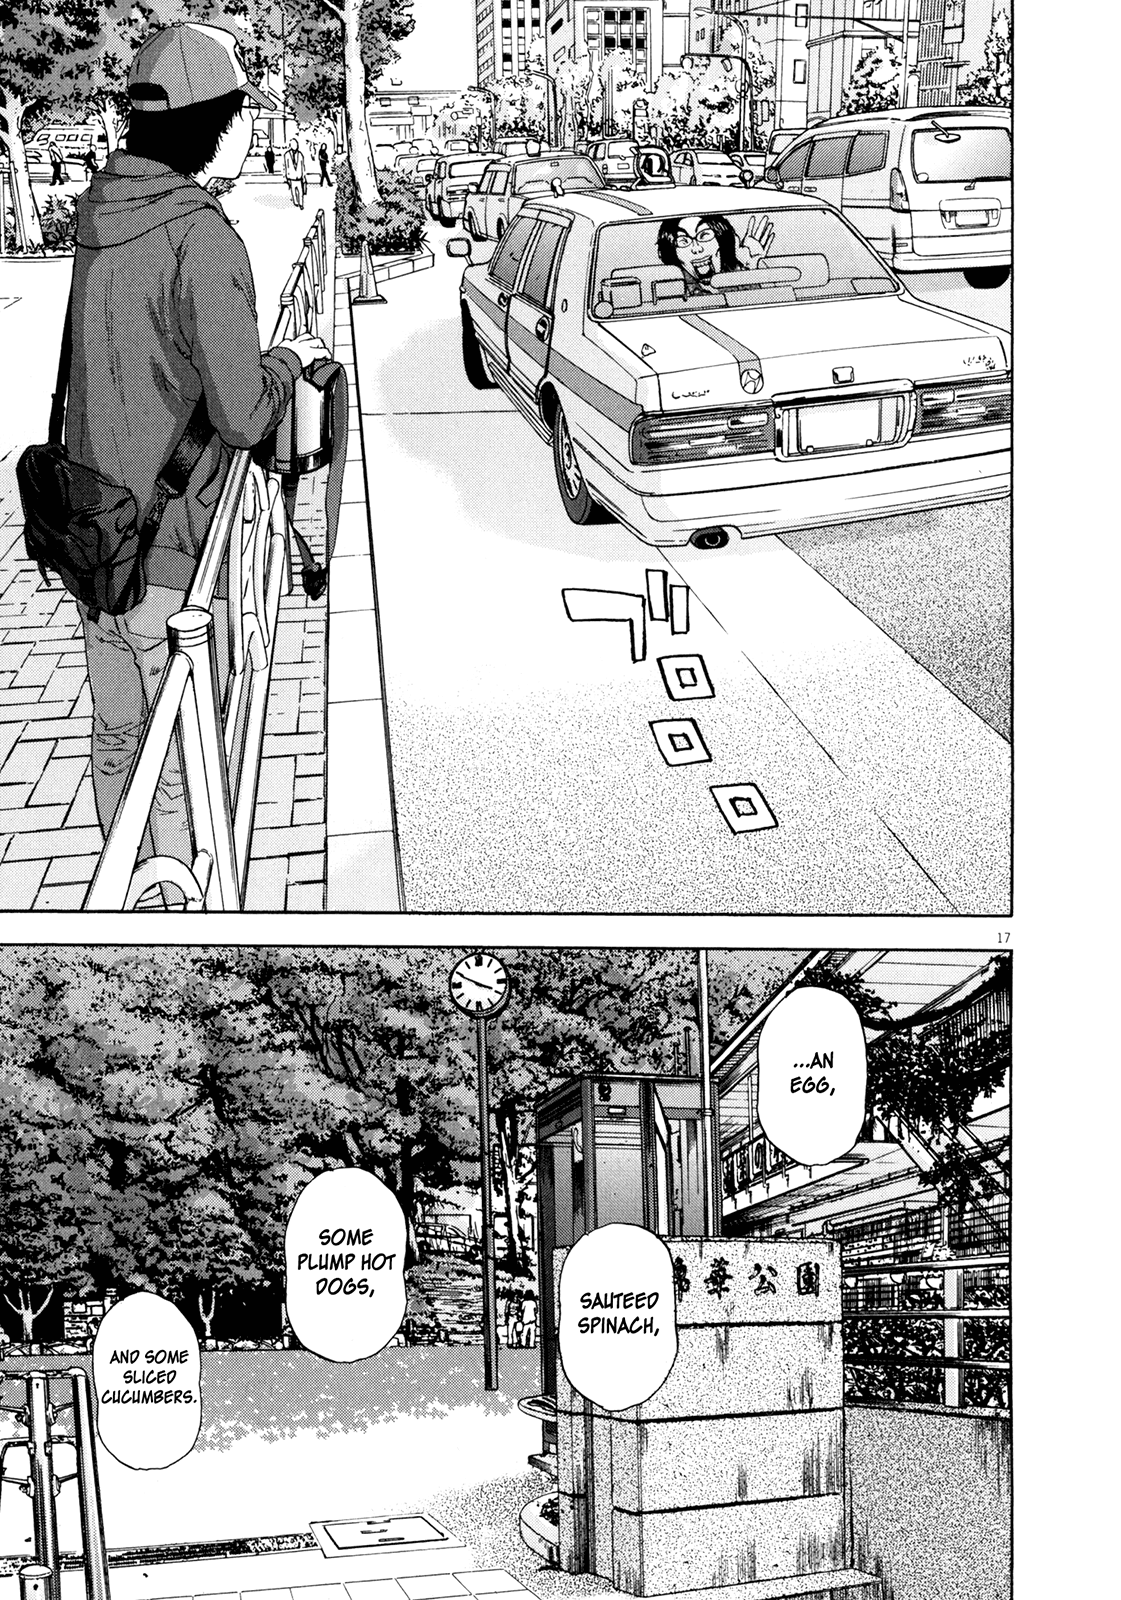 ブロロロ
17
...AN
EGG,
SAUTEED
SPINACH,
SOME
PLUMP HOT
DOGS,
AND SOME
SLICED
CUCUMBERS.
華公園